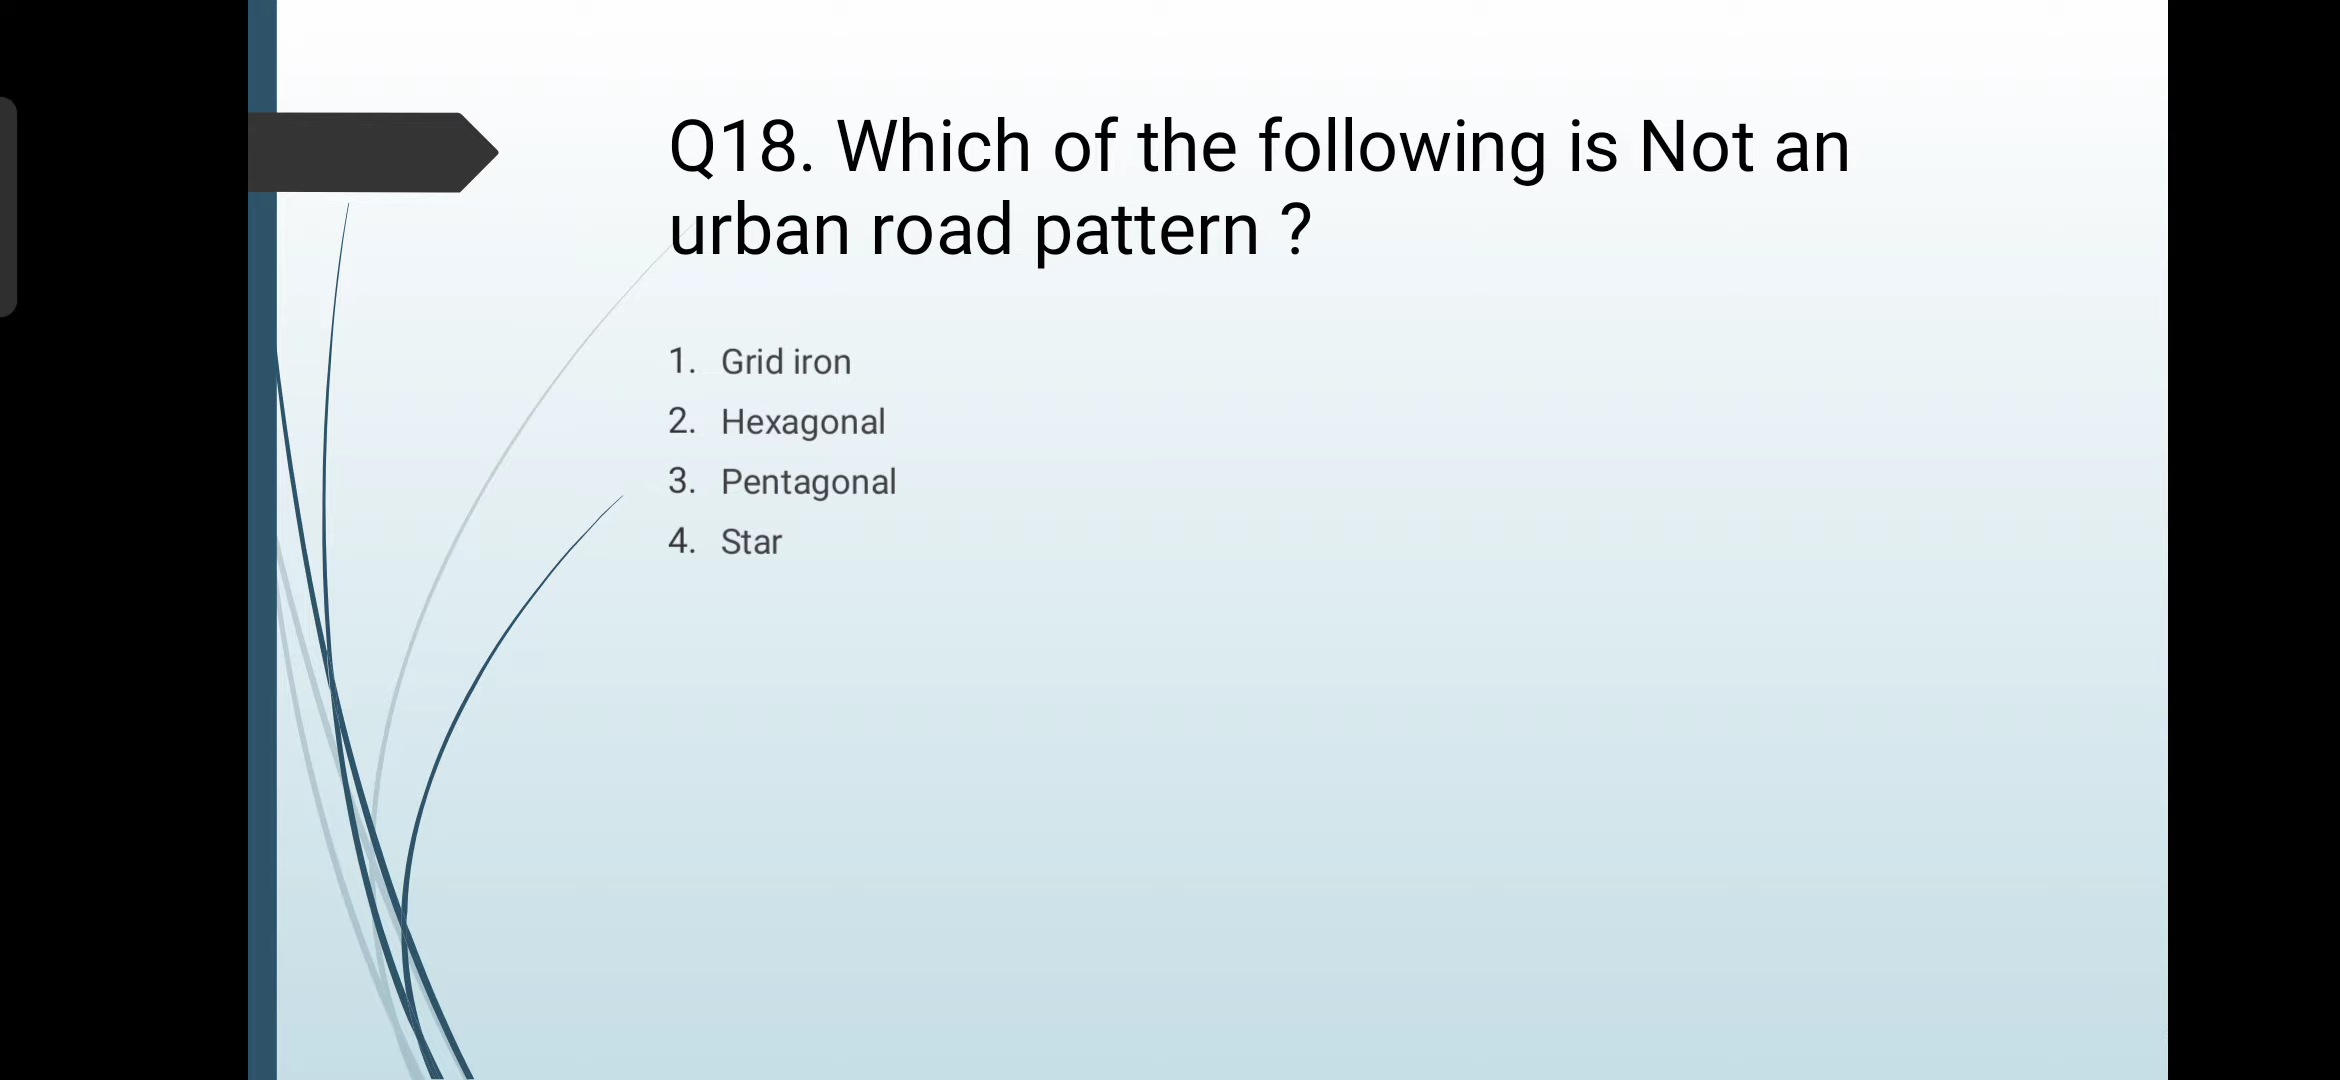 Q18. Which of the following is Not an
urban road pattern ?
1. Grid iron
2. Hexagonal
3. Pentagonal
4. Star